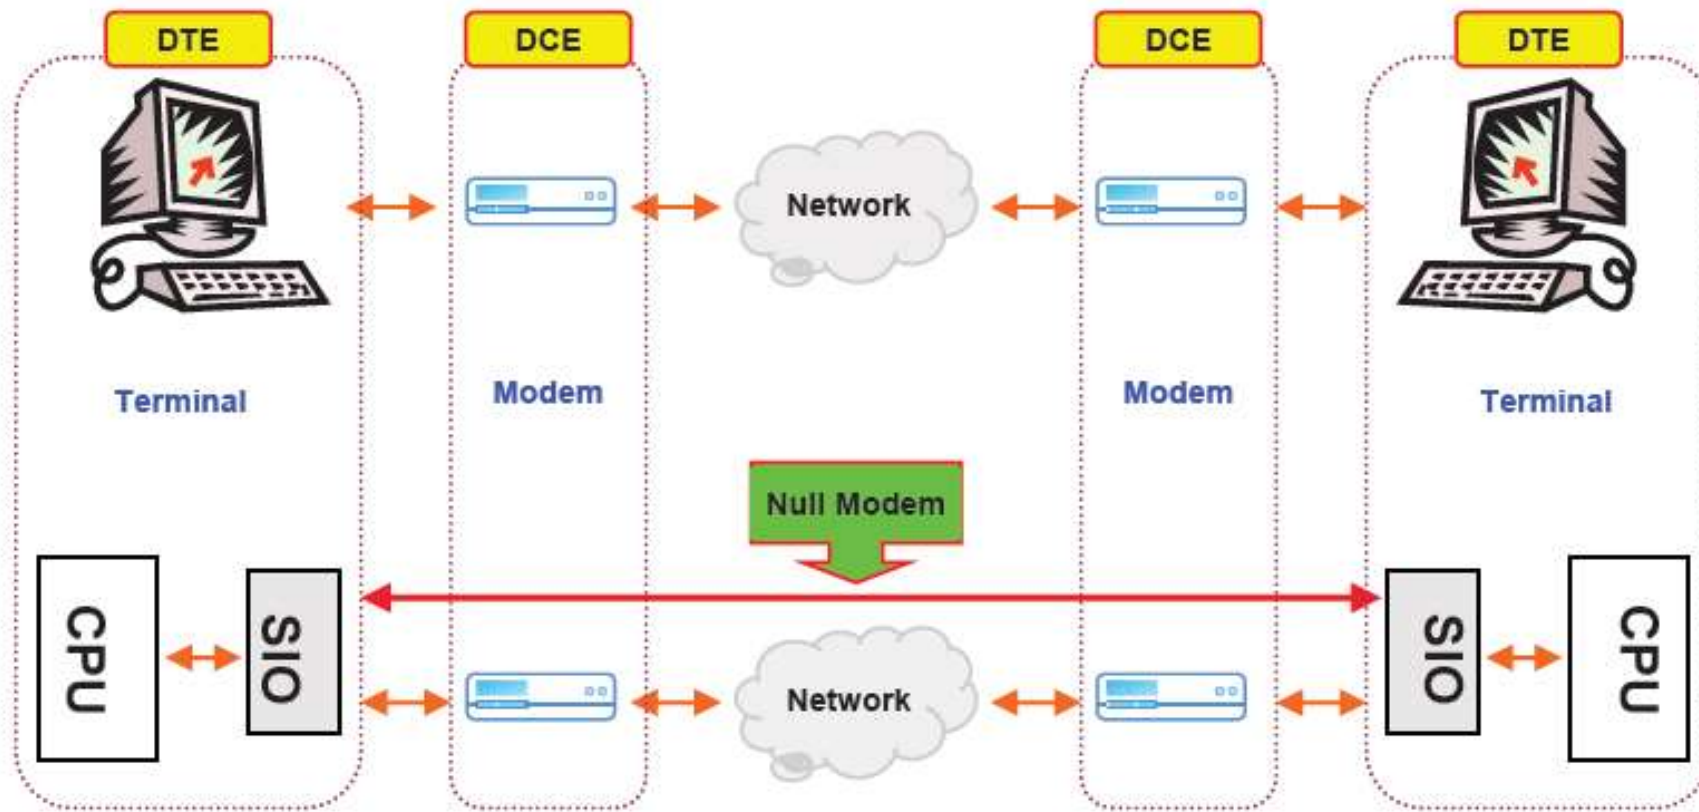 DTE
DCE
DCE
DTE
Network
Terminal
Modem
Modem
Terminal
Null Modem
CPU
SIO
SIO
CPU
Network